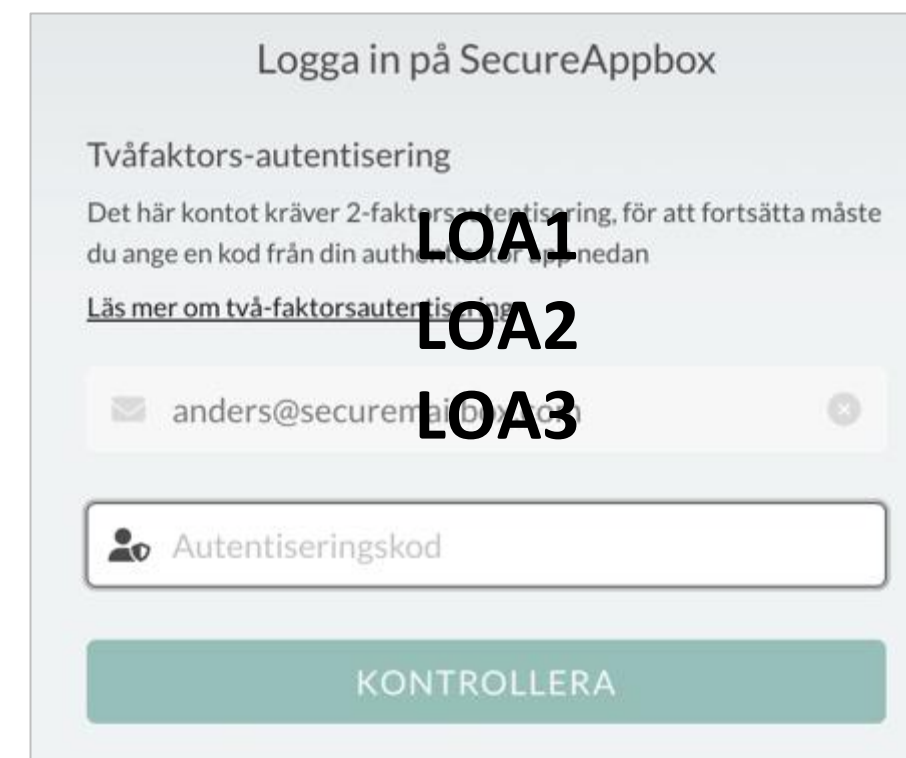 Logga in på SecureAppbox
Tvåfaktors-autentisering
Det här kontot kräver 2-faktorsautentisering, för att fortsätta måste
du ange en kod från din authenticator app nedan
Läs mer om två-faktorsautentisering
LOA1
LOA2
LOA3
anders@securemailbox.com
Autentiseringskod
KONTROLLERA